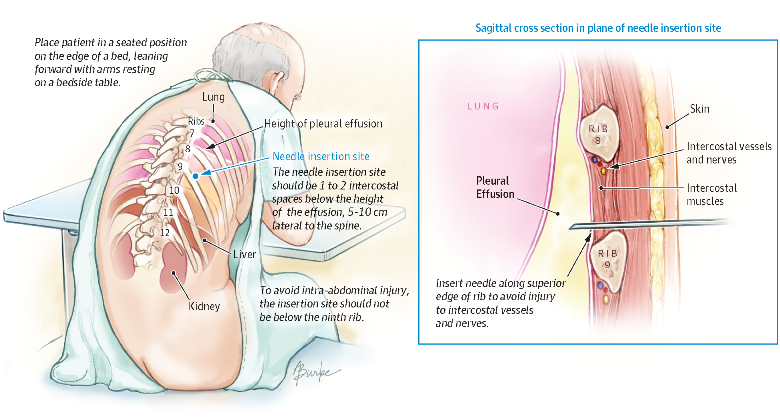 Place patient in a seated position
on the edge of a bed, leaning
forward with arms resting
on a bedside table.
Lung
Ribs
7
8
9
10
11
12
Height of pleural effusion
Needle insertion site
The needle insertion site
should be 1 to 2 intercostal
spaces below the height
of the effusion, 5-10 cm
lateral to the spine.
Liver
Kidney
To avoid intra-abdominal injury,
the insertion site should not
be below the ninth rib.
Burke
Sagittal cross section in plane of needle insertion site
LUNG
Pleural
Effusion
RIB
8
Skin
Intercostal vessels
and nerves
Intercostal
muscles
RIB
9
Insert needle along superior
edge of rib to avoid injury
to intercostal vessels
and nerves.